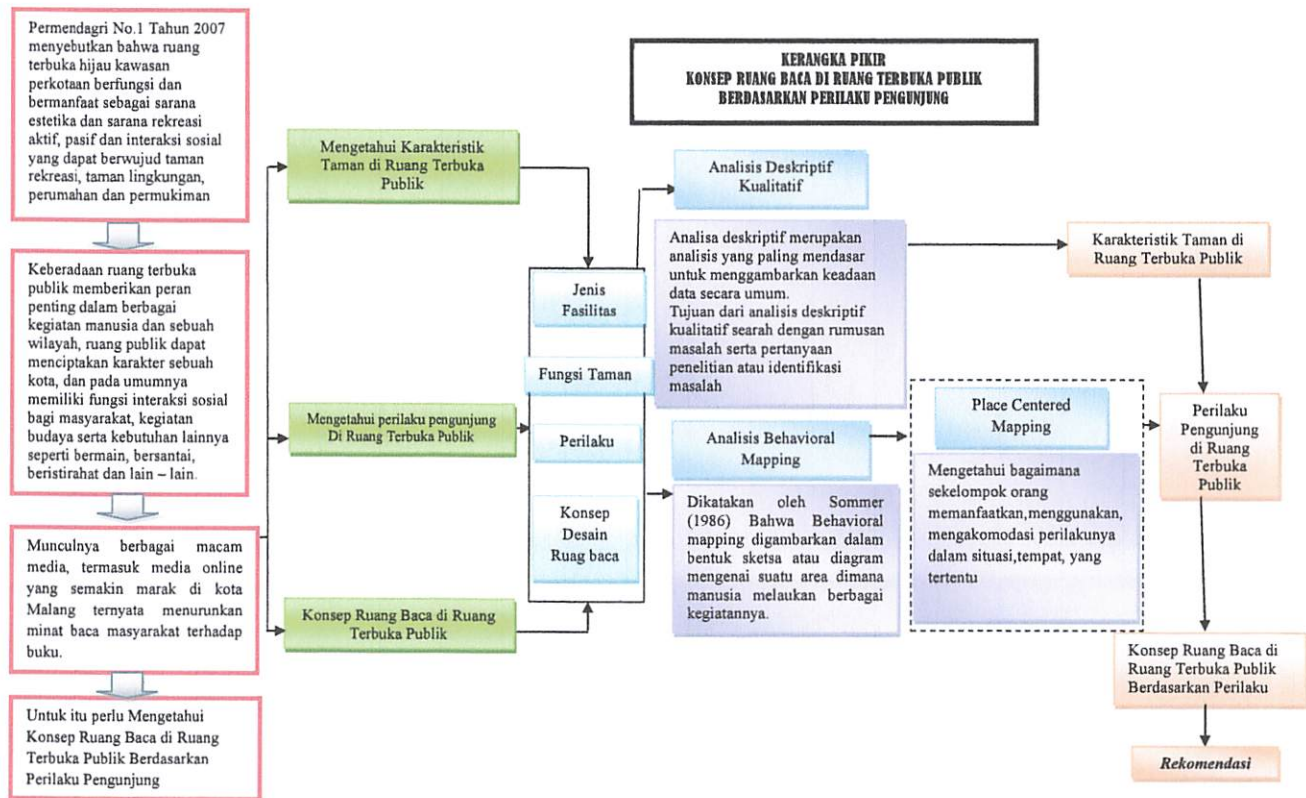 Permendagri No.1 Tahun 2007
menyebutkan bahwa ruang
terbuka hijau kawasan
perkotaan berfungsi dan
bermanfaat sebagai sarana
estetika dan sarana rekreasi
aktif, pasif dan interaksi sosial
yang dapat berwujud taman
rekreasi, taman lingkungan,
perumahan dan permukiman
Keberadaan ruang terbuka
publik memberikan peran
penting dalam berbagai
kegiatan manusia dan sebuah
wilayah, ruang publik dapat
menciptakan karakter sebuah
kota, dan pada umumnya
memiliki fungsi interaksi sosial
bagi masyarakat, kegiatan
budaya serta kebutuhan lainnya
seperti bermain, bersantai,
beristirahat dan lain – lain.
Munculnya berbagai macam
media, termasuk media online
yang semakin marak di kota
Malang ternyata menurunkan
minat baca masyarakat terhadap
buku.
Untuk itu perlu Mengetahui
Konsep Ruang Baca di Ruang
Terbuka Publik Berdasarkan
Perilaku Pengunjung
KERANGKA PIKIR
KONSEP RUANG BACA DI RUANG TERBUKA PUBLIK
BERDASARKAN PERILAKU PENGUNJUNG
Mengetahui Karakteristik
Taman di Ruang Terbuka
Publik
Mengetahui perilaku pengunjung
Di Ruang Terbuka Publik
Konsep Ruang Baca di Ruang
Terbuka Publik
Jenis
Fasilitas
Fungsi Taman
Perilaku
Konsep
Desain
Ruag baca
Analisis Deskriptif
Kualitatif
Analisa deskriptif merupakan
analisis yang paling mendasar
untuk menggambarkan keadaan
data secara umum.
Tujuan dari analisis deskriptif
kualitatif searah dengan rumusan
masalah serta pertanyaan
penelitian atau identifikasi
masalah
Analisis Behavioral
Mapping
Dikatakan oleh Sommer
(1986) Bahwa Behavioral
mapping digambarkan dalam
bentuk sketsa atau diagram
mengenai suatu area dimana
manusia melaukan berbagai
kegiatannya.
Place Centered
Mapping
Mengetahui bagaimana
sekelompok orang
memanfaatkan,menggunakan,
mengakomodasi perilakunya
dalam situasi,tempat, yang
tertentu
Karakteristik Taman di
Ruang Terbuka Publik
Perilaku
Pengunjung
di Ruang
Terbuka
Publik
Konsep Ruang Baca di
Ruang Terbuka Publik
Berdasarkan Perilaku
Rekomendasi